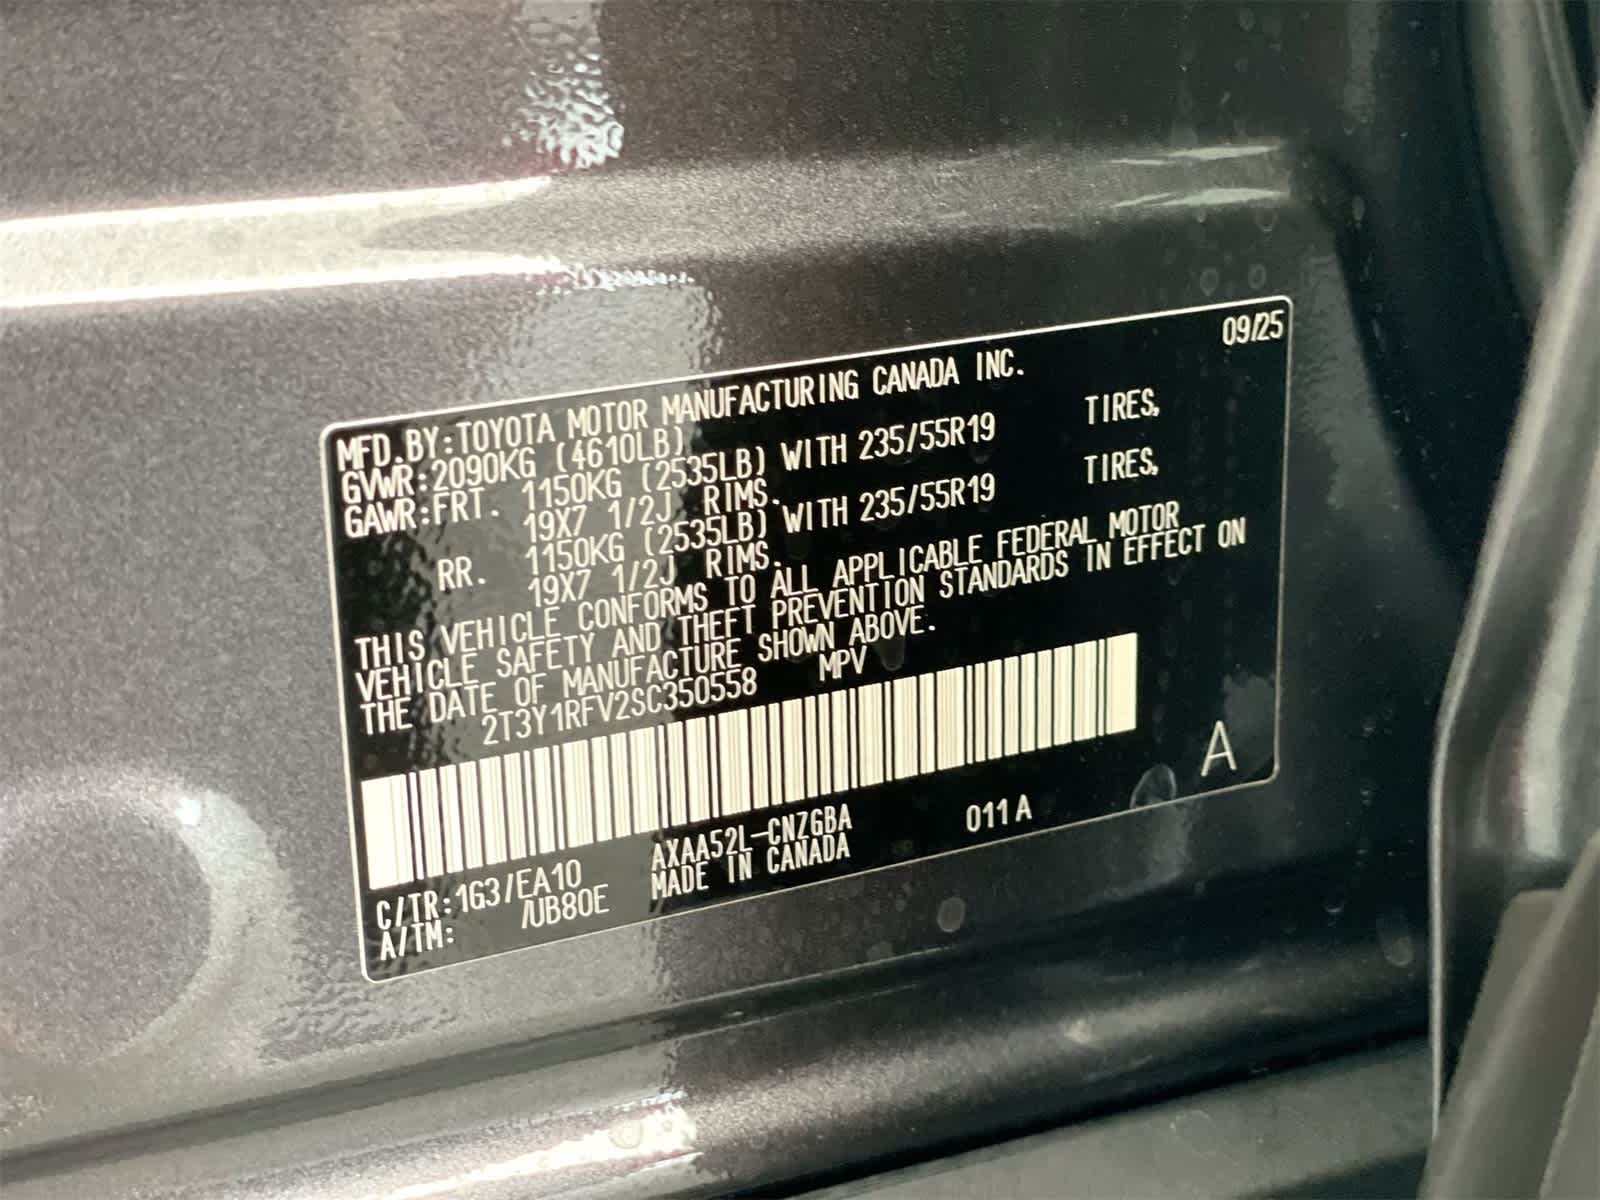 09/25
MFD.BY:TOYOTA MOTOR MANUFACTURING CANADA INC.
GVWR:2090KG (4610LB)
GAWR:FRT. 1150KG (2535LB) WITH 235/55R19 TIRES,
19X7 1/2J RIMS.
RR. 1150KG (2535LB) WITH 235/55R19 TIRES,
19X7 1/2J RIMS.
THIS VEHICLE CONFORMS TO ALL APPLICABLE FEDERAL MOTOR
VEHICLE SAFETY AND THEFT PREVENTION STANDARDS IN EFFECT ON
THE DATE OF MANUFACTURE SHOWN ABOVE.
2T3Y1RFV2SC350558 MPV
A
C/TR:1G3/EA10 AXAA52L-CNZGBA 011A
A/TM: /UB80E MADE IN CANADA